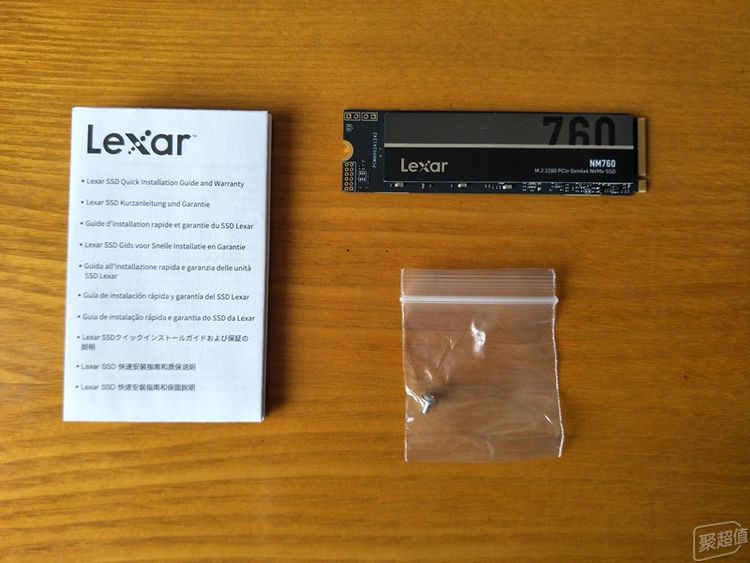 Lexar™
• Lexar SSD Quick Installation Guide and Warranty
• Lexar SSD Kurzanleitung und Garantie
• Guide d'installation rapide et garantie du SSD Lexar
• Lexar SSD Gids voor Snelle Installatie en Garantie
• Guida all'installazione rapida e garanzia delle unità
SSD Lexar
• Guía de instalación rápida y garantía del SSD Lexar
• Guia de instalação rápida e garantia do SSD da Lexar
• Lexar SSDクイックインストールガイドおよび保証の
説明
• Lexar SSD 快速安装指南和质保说明
• Lexar SSD 快速安裝指南和保固說明
760
Lexar
NM760
M.2 2280 PCIe Gen4x4 NVMe SSD
聚超值